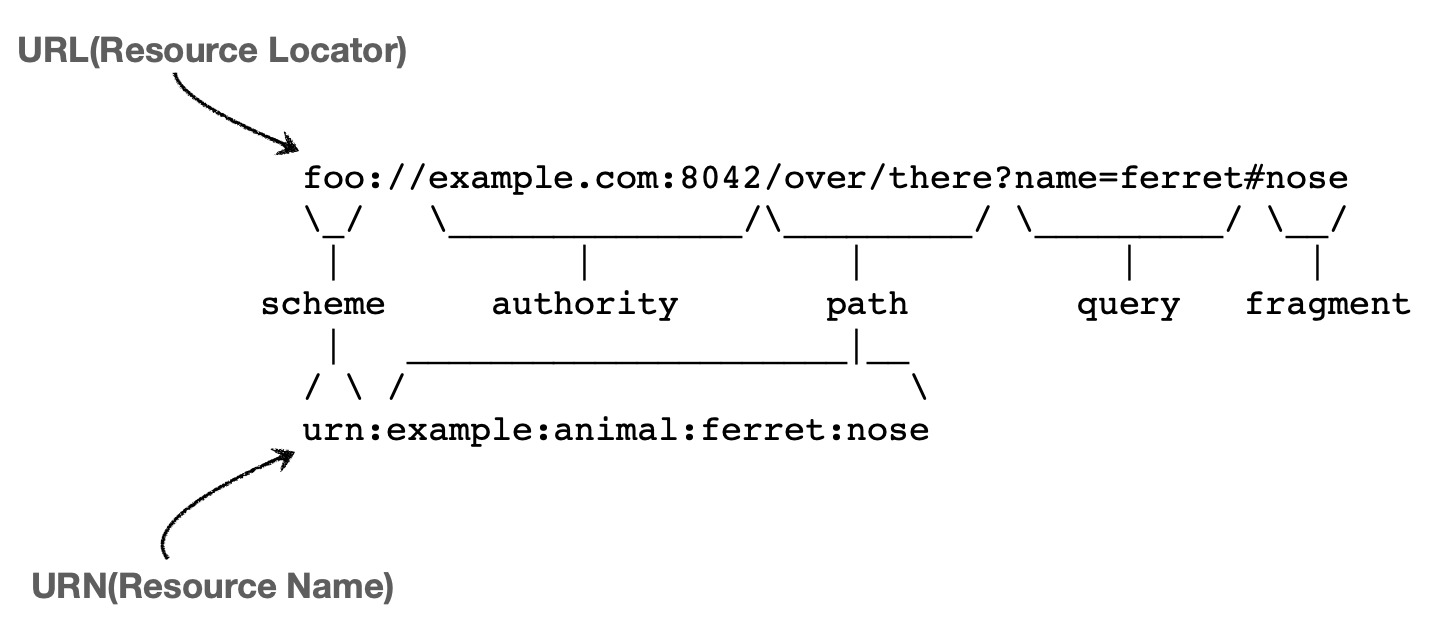 URL(Resource Locator)
foo://example.com:8042/over/there?name=ferret#nose
scheme authority path query fragment
urn:example:animal:ferret:nose
URN(Resource Name)